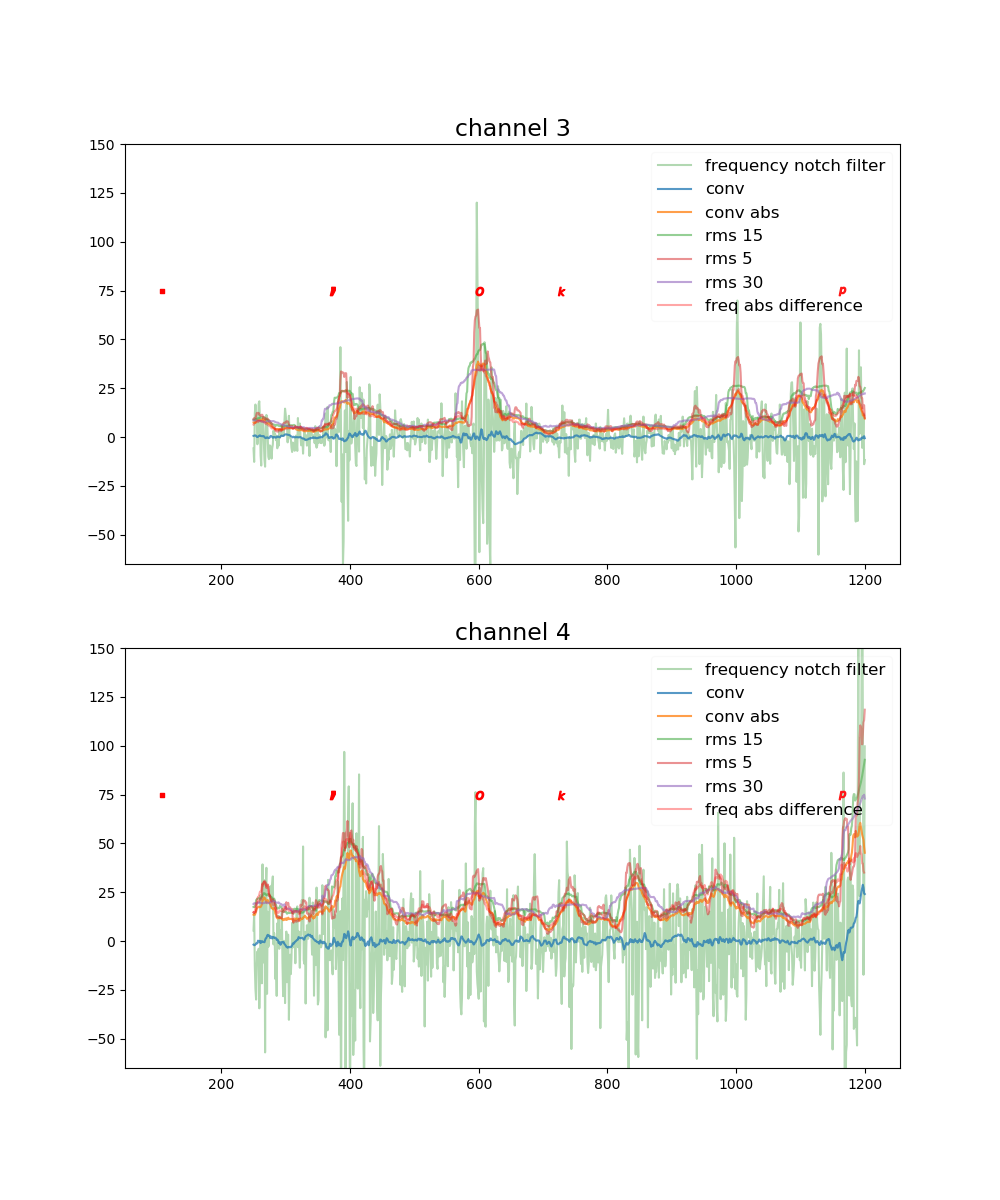 channel 3
150
125
100
75
50
25
0
−25
−50
frequency notch filter
conv
conv abs
rms 15
rms 5
rms 30
freq abs difference
o k p
200 400 600 800 1000 1200
channel 4
150
125
100
75
50
25
0
−25
−50
frequency notch filter
conv
conv abs
rms 15
rms 5
rms 30
freq abs difference
o k p
200 400 600 800 1000 1200